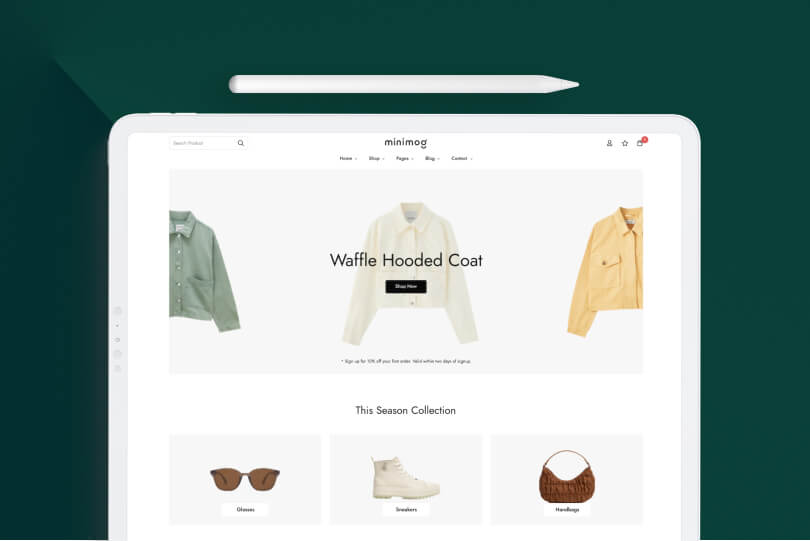 Search Product
minimog
Home Shop Pages Blog Contact
Waffle Hooded Coat
Shop Now
* Sign up for 10% off your first order. Valid within two days of signup.
This Season Collection
Glasses
Sneakers
Handbags